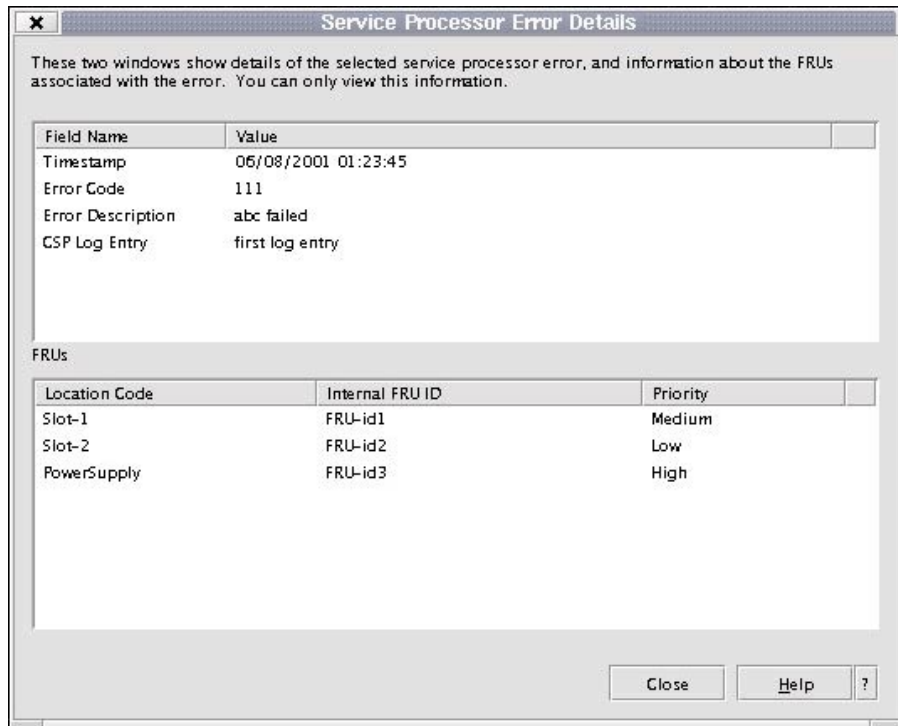 Service Processor Error Details
These two windows show details of the selected service processor error, and information about the FRUs
associated with the error. You can only view this information.
Field Name Value
Timestamp 06/08/2001 01:23:45
Error Code 111
Error Description abc failed
CSP Log Entry first log entry
FRUs
Location Code Internal FRU ID Priority
Slot-1 FRU-id1 Medium
Slot-2 FRU-id2 Low
PowerSupply FRU-id3 High
Close Help ?